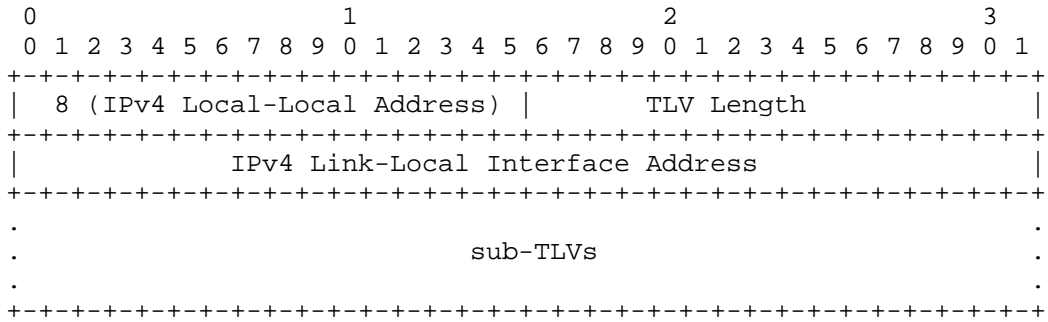 0                   1                   2                   3
 0 1 2 3 4 5 6 7 8 9 0 1 2 3 4 5 6 7 8 9 0 1 2 3 4 5 6 7 8 9 0 1
+-+-+-+-+-+-+-+-+-+-+-+-+-+-+-+-+-+-+-+-+-+-+-+-+-+-+-+-+-+-+-+-+
|  8 (IPv4 Local-Local Address) |       TLV Length              |
+-+-+-+-+-+-+-+-+-+-+-+-+-+-+-+-+-+-+-+-+-+-+-+-+-+-+-+-+-+-+-+-+
|             IPv4 Link-Local Interface Address                 |
+-+-+-+-+-+-+-+-+-+-+-+-+-+-+-+-+-+-+-+-+-+-+-+-+-+-+-+-+-+-+-+-+
.                                                               .
.                            sub-TLVs                           .
.                                                               .
+-+-+-+-+-+-+-+-+-+-+-+-+-+-+-+-+-+-+-+-+-+-+-+-+-+-+-+-+-+-+-+-+